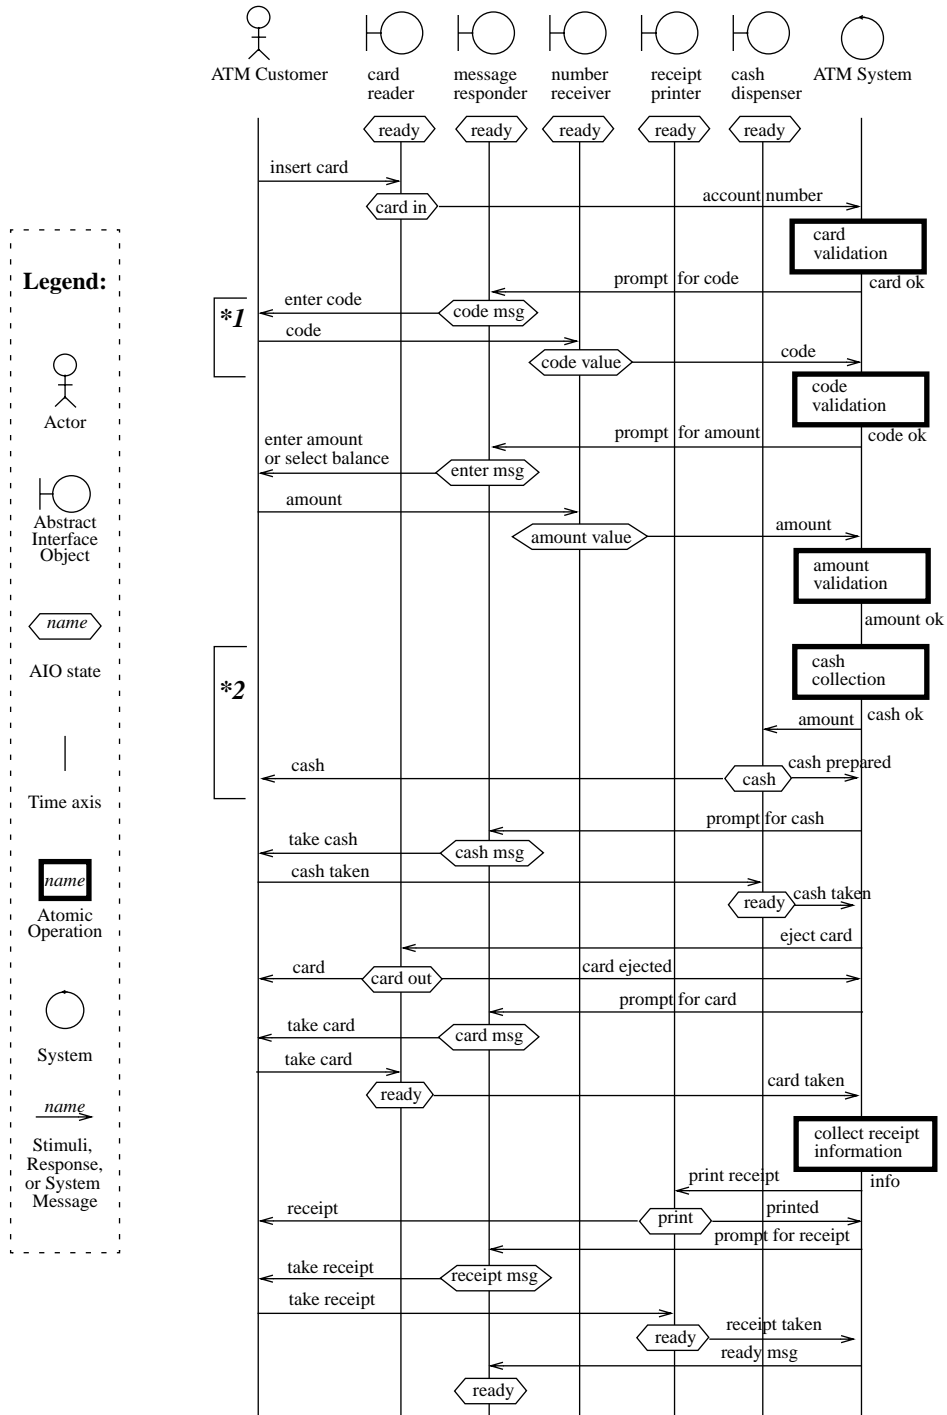 ATM Customer
card
reader
message
responder
number
receiver
receipt
printer
cash
dispenser
ATM System
ready
ready
ready
ready
ready
insert card
card in
account number
card
validation
card ok
prompt for code
*1
enter code
code msg
code
code value
code
code
validation
code ok
prompt for amount
enter amount
or select balance
enter msg
amount
amount value
amount
amount
validation
amount ok
*2
cash
collection
cash ok
amount
cash
cash
cash prepared
prompt for cash
take cash
cash msg
cash taken
ready
cash taken
eject card
card
card out
card ejected
prompt for card
take card
card msg
take card
ready
card taken
collect receipt
information
info
print receipt
receipt
print
printed
prompt for receipt
take receipt
receipt msg
take receipt
ready
receipt taken
ready msg
ready
Legend:
Actor
Abstract
Interface
Object
name
AIO state
Time axis
name
Atomic
Operation
System
name
Stimuli,
Response,
or System
Message